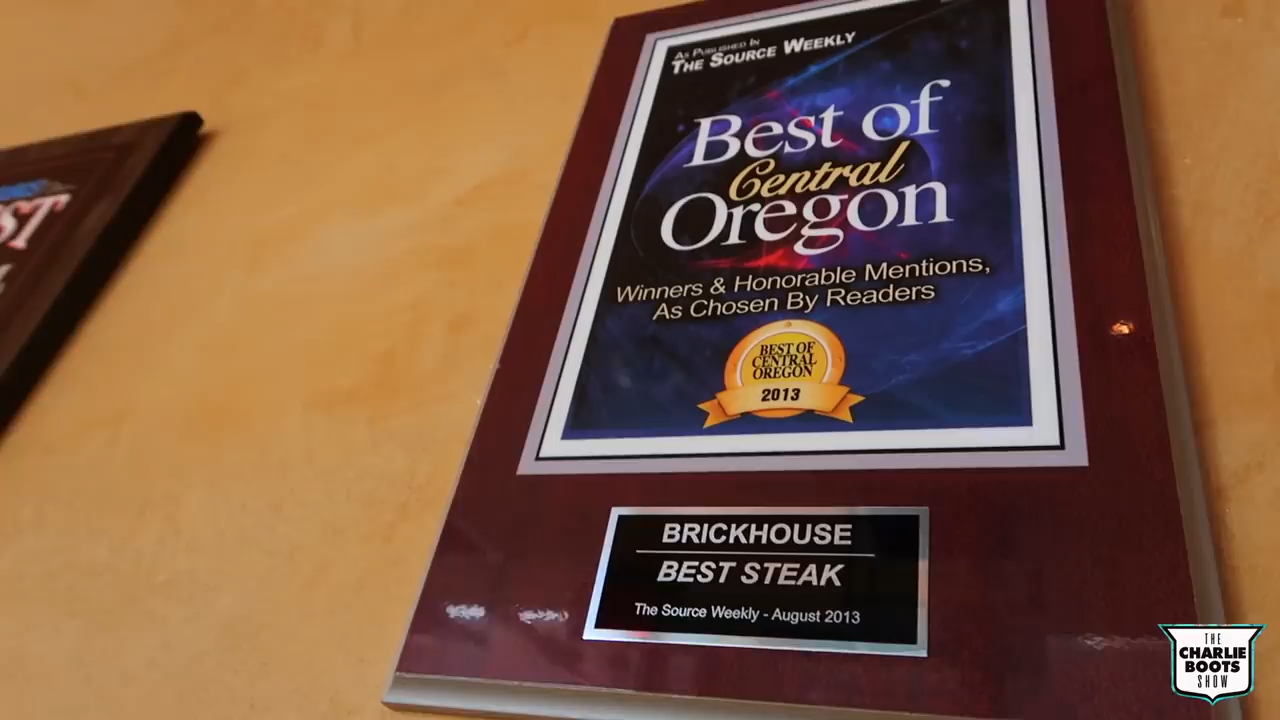 As Published In
The Source Weekly
Best of
Central
Oregon
Winners & Honorable Mentions,
As Chosen By Readers
BEST OF
CENTRAL
OREGON
2013
BRICKHOUSE
BEST STEAK
The Source Weekly - August 2013
THE
CHARLIE
BOOTS
SHOW